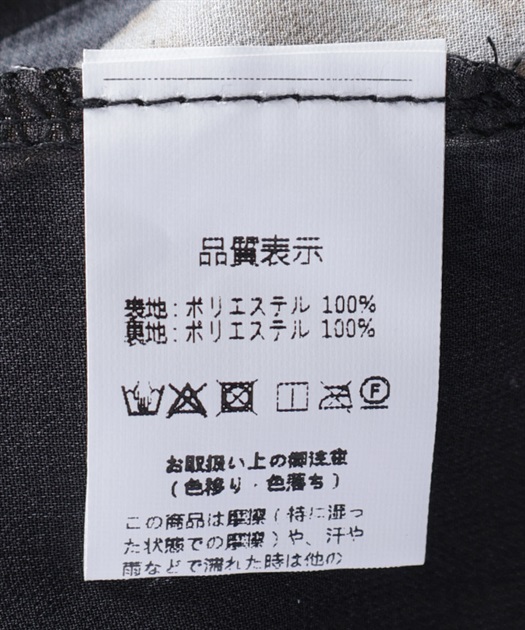 品質表示
表地:ポリエステル 100%
裏地:ポリエステル 100%
お取扱い上の御注意
(色移り・色落ち)
この商品は摩擦(特に湿っ
た状態での摩擦)や、汗や
雨などで濡れた時は他の